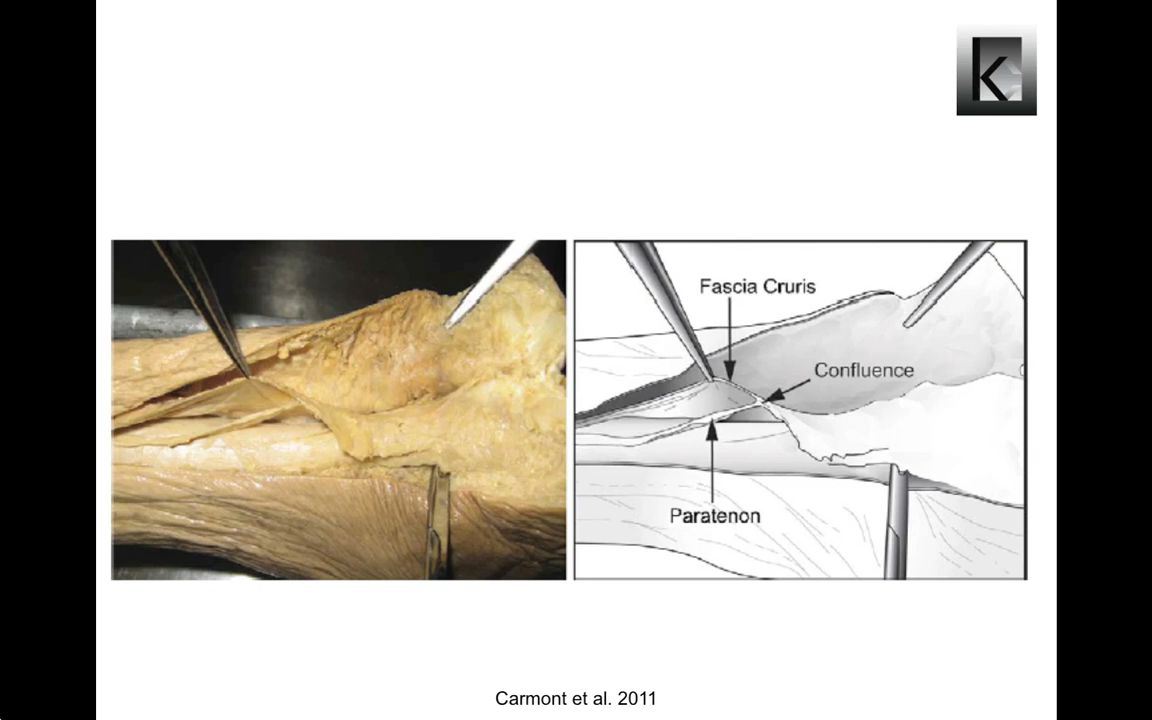 K
Fascia Cruris
Confluence
Paratenon
Carmont et al. 2011